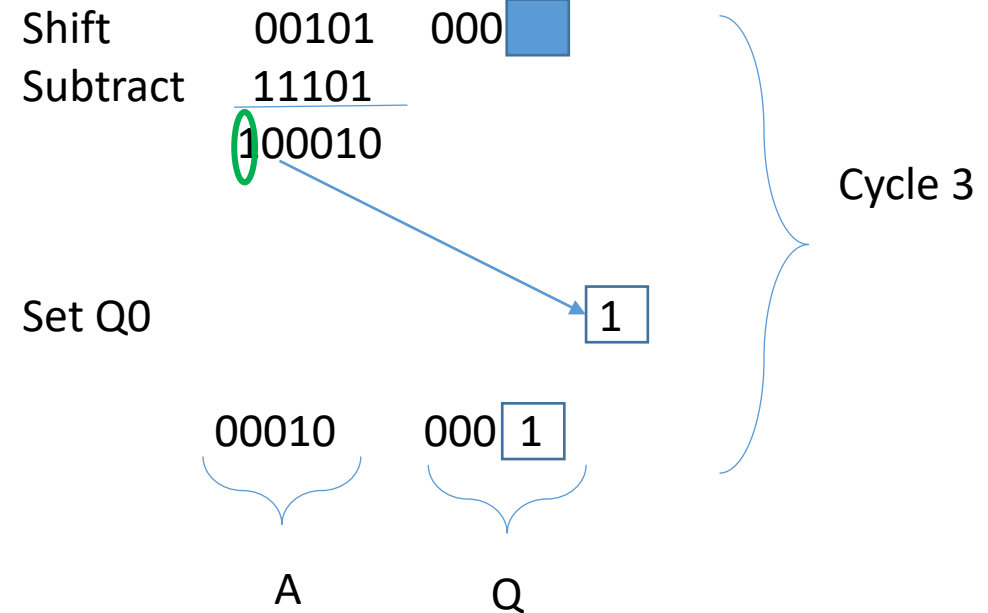 Shift 00101 000
Subtract 11101
100010
Cycle 3
Set Q0 1
00010 000 1
A Q